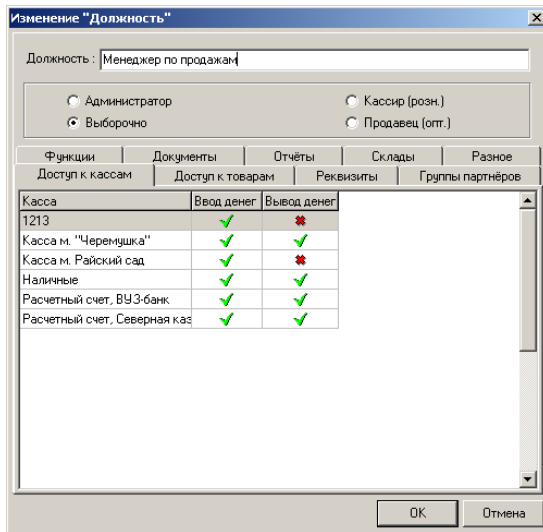 Изменение "Должность"
Должность : Менеджер по продажам
Администратор Кассир (розн.)
Выборочно Продавец (опт.)
Функции Документы Отчёты Склады Разное
Доступ к кассам Доступ к товарам Реквизиты Группы партнёров
Касса Ввод денег Вывод денег
1213
Касса м. "Черемушка"
Касса м. Райский сад
Наличные
Расчетный счет, ВУЗ-банк
Расчетный счет, Северная каз
OK Отмена